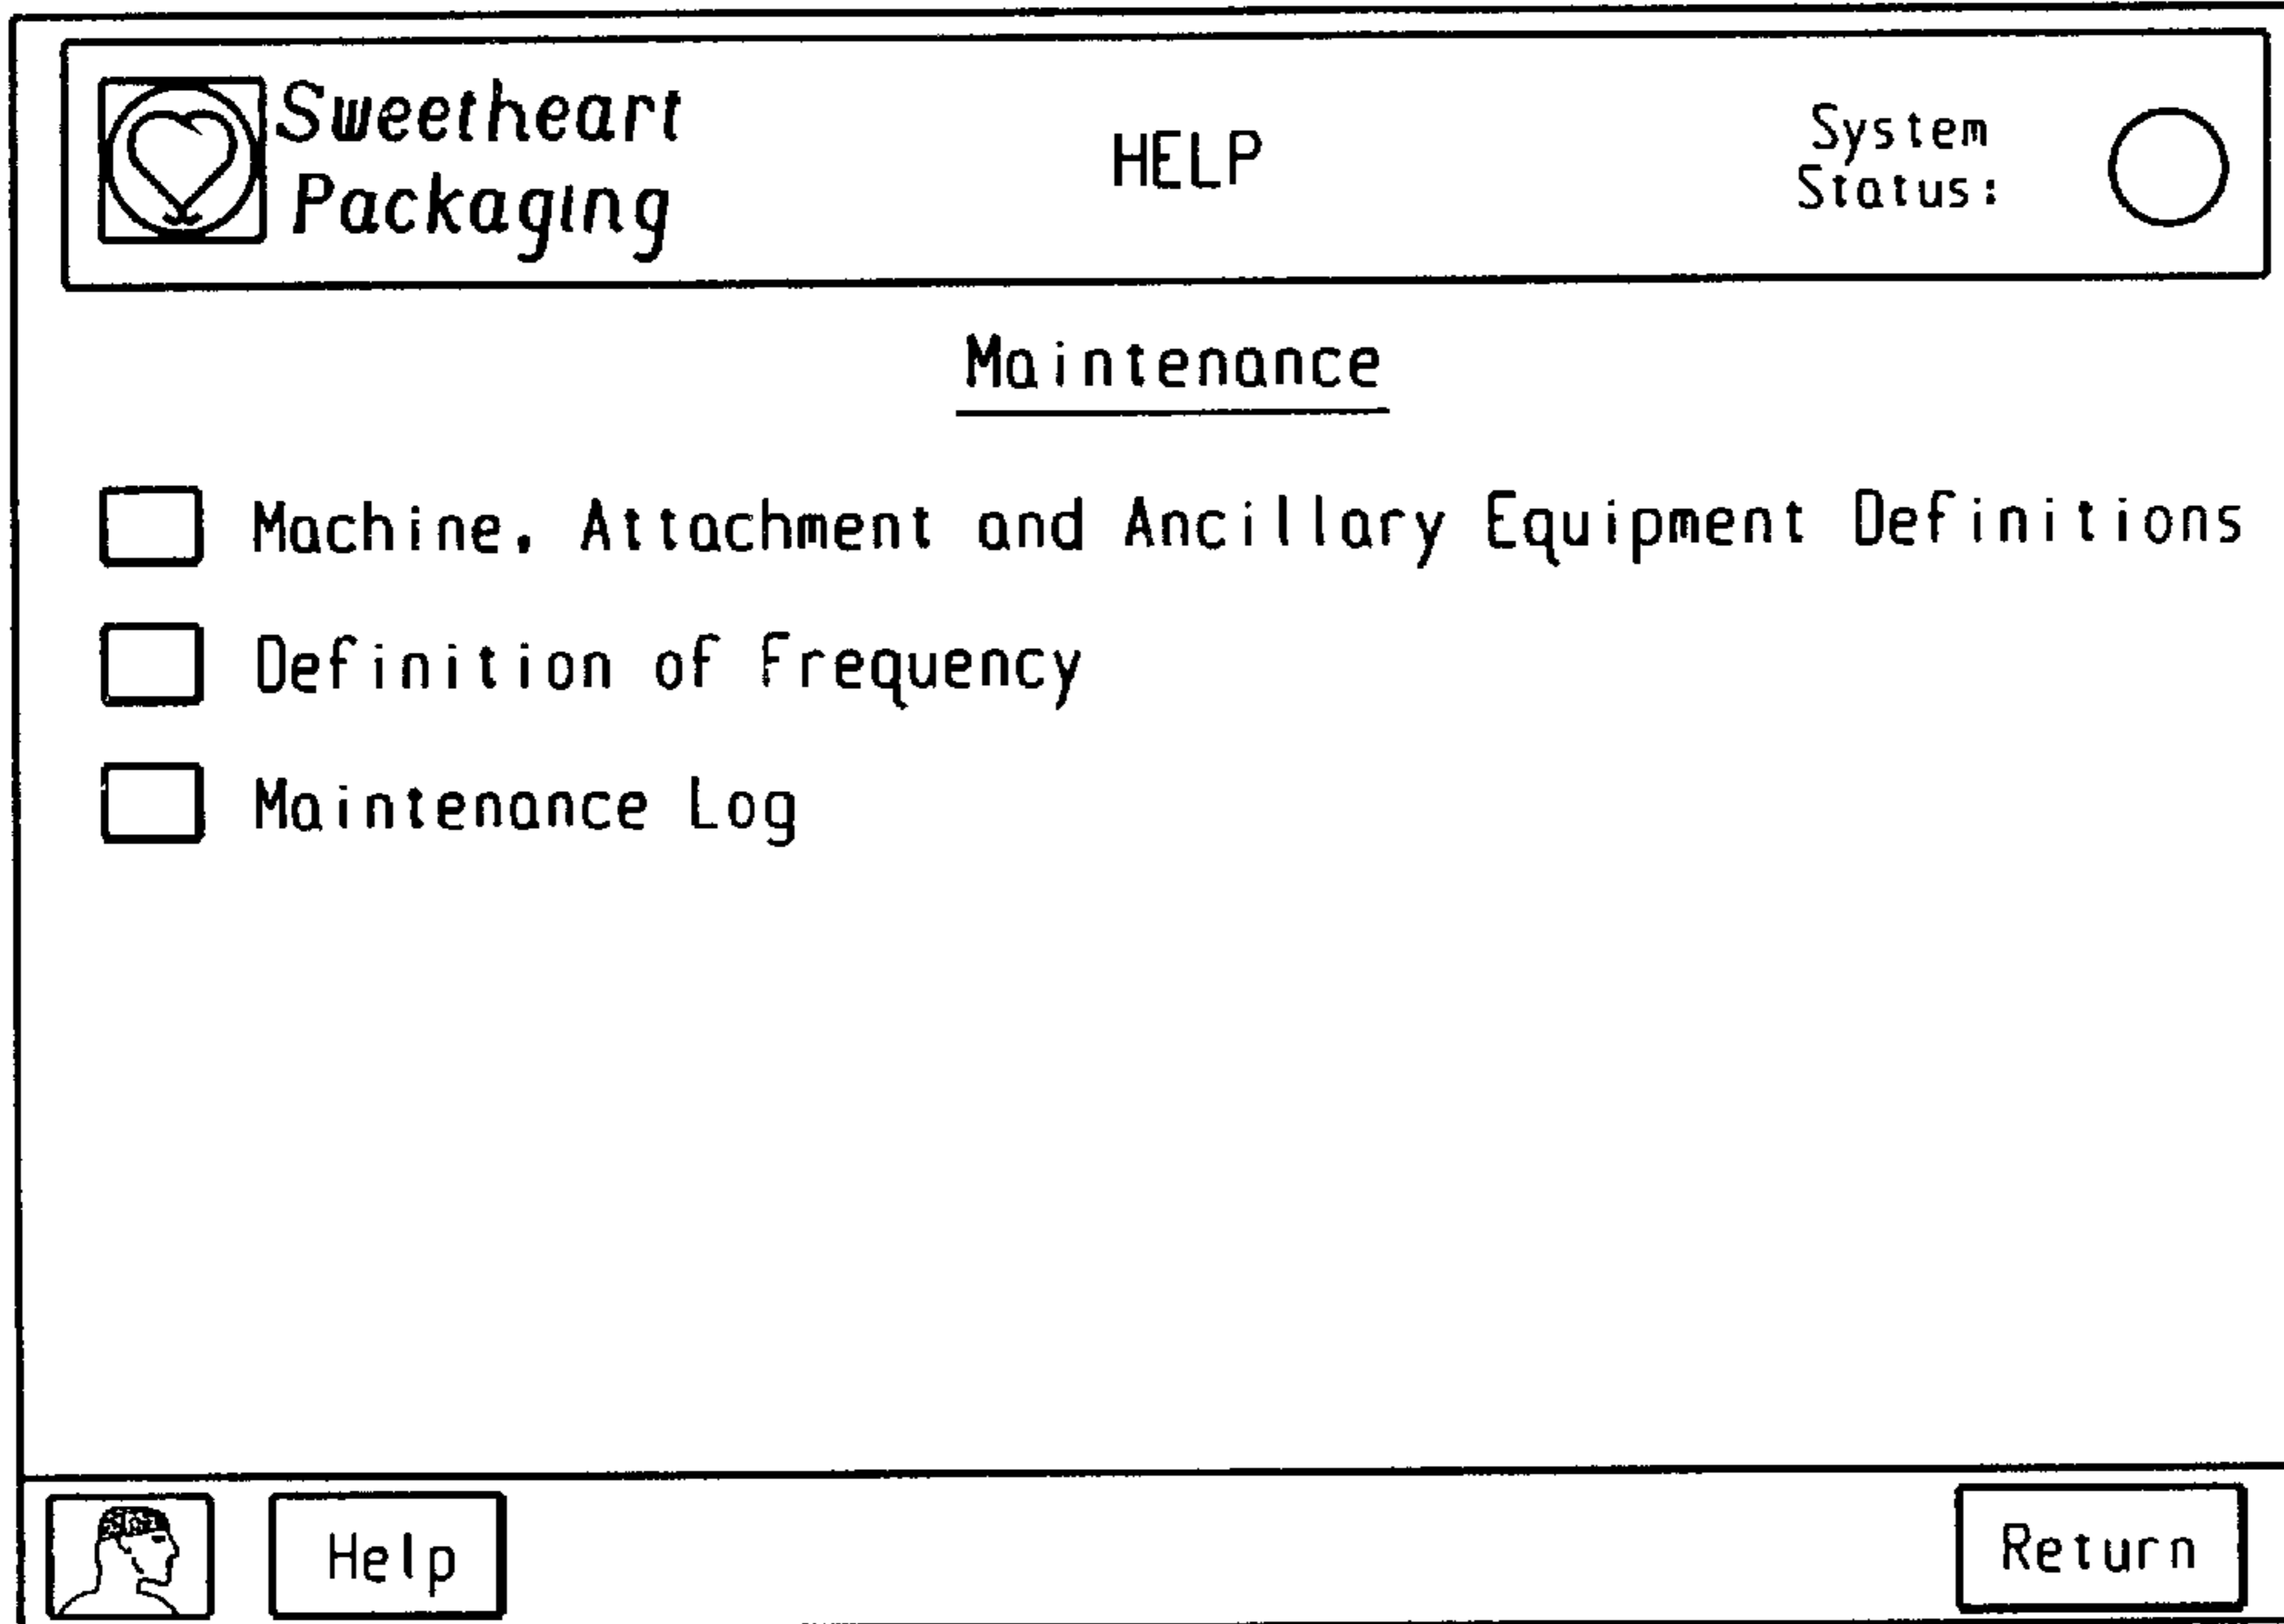 Sweetheart
Packaging
HELP
System
Status:
Maintenance
Machine, Attachment and Ancillary Equipment Definitions
Definition of Frequency
Maintenance Log
Help
Return